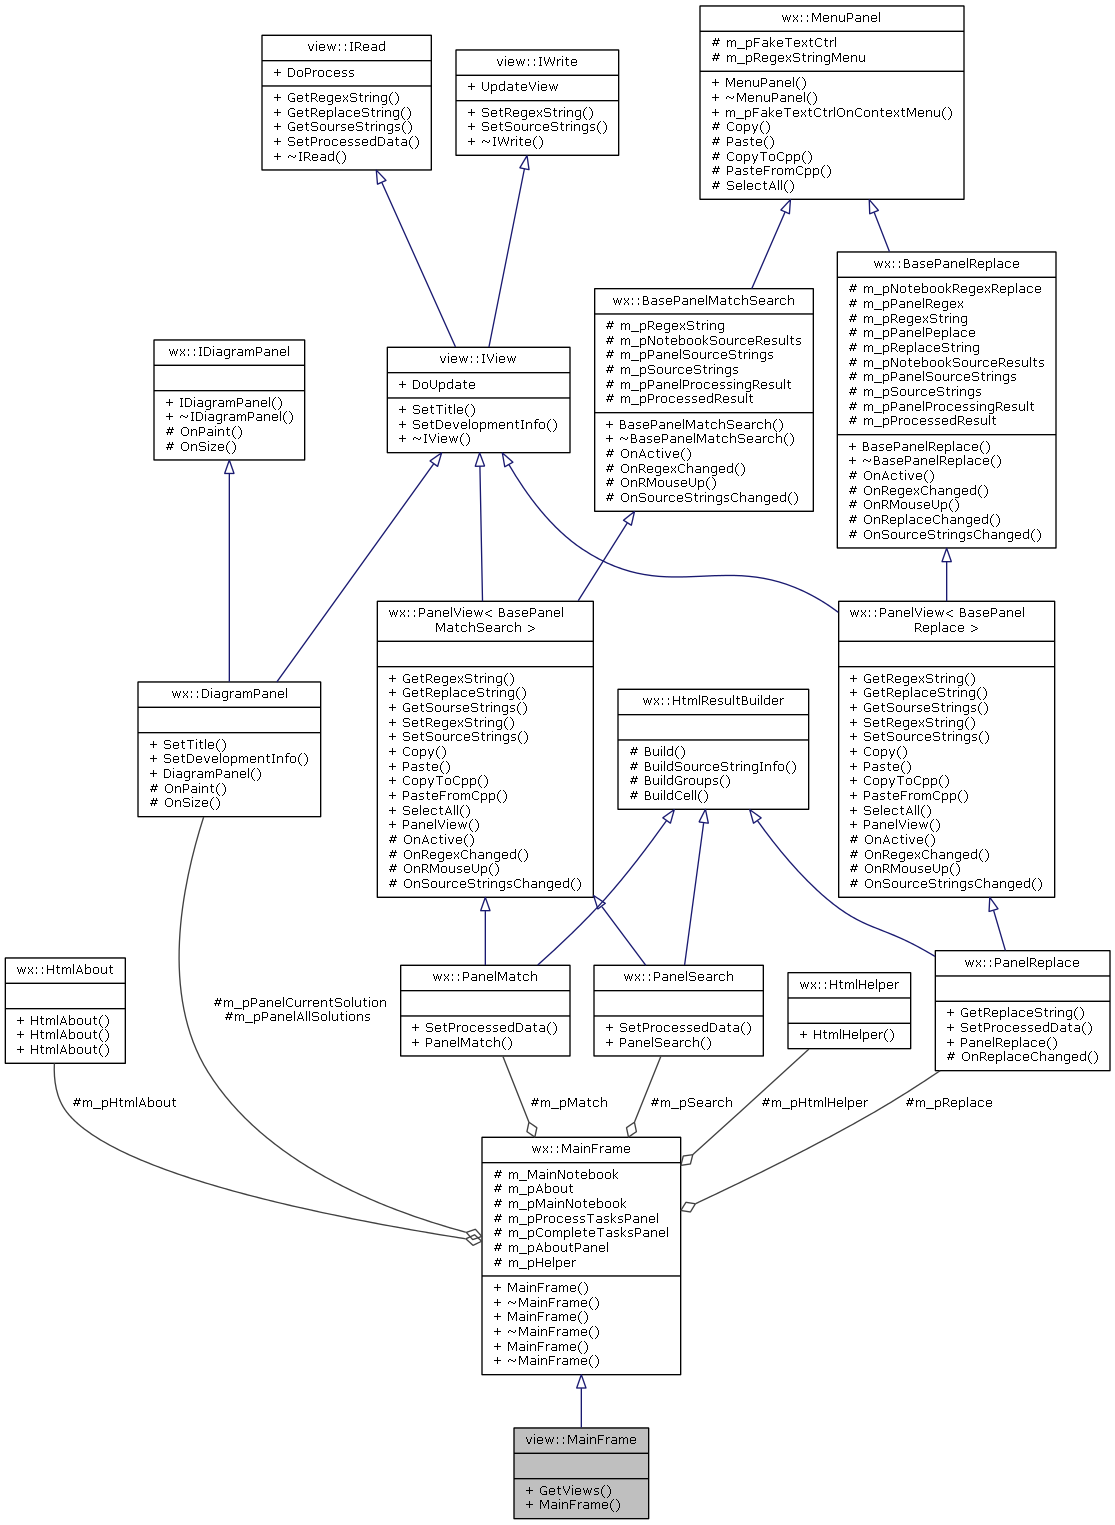 wx::MenuPanel
# m_pFakeTextCtrl
# m_pRegexStringMenu
+ MenuPanel()
+ ~MenuPanel()
+ m_pFakeTextCtrlOnContextMenu()
# Copy()
# Paste()
# CopyToCpp()
# PasteFromCpp()
# SelectAll()
view::IRead
+ DoProcess
+ GetRegexString()
+ GetReplaceString()
+ GetSourseStrings()
+ SetProcessedData()
+ ~IRead()
view::IWrite
+ UpdateView
+ SetRegexString()
+ SetSourceStrings()
+ ~IWrite()
wx::BasePanelReplace
# m_pNotebookRegexReplace
# m_pPanelRegex
# m_pRegexString
# m_pPanelPeplace
# m_pReplaceString
# m_pNotebookSourceResults
# m_pPanelSourceStrings
# m_pSourceStrings
# m_pPanelProcessingResult
# m_pProcessedResult
+ BasePanelReplace()
+ ~BasePanelReplace()
# OnActive()
# OnRegexChanged()
# OnRMouseUp()
# OnReplaceChanged()
# OnSourceStringsChanged()
wx::BasePanelMatchSearch
# m_pRegexString
# m_pNotebookSourceResults
# m_pPanelSourceStrings
# m_pSourceStrings
# m_pPanelProcessingResult
# m_pProcessedResult
+ BasePanelMatchSearch()
+ ~BasePanelMatchSearch()
# OnActive()
# OnRegexChanged()
# OnRMouseUp()
# OnSourceStringsChanged()
wx::IDiagramPanel
+ IDiagramPanel()
+ ~IDiagramPanel()
# OnPaint()
# OnSize()
view::IView
+ DoUpdate
+ SetTitle()
+ SetDevelopmentInfo()
+ ~IView()
wx::PanelView< BasePanel
MatchSearch >
+ GetRegexString()
+ GetReplaceString()
+ GetSourseStrings()
+ SetRegexString()
+ SetSourceStrings()
+ Copy()
+ Paste()
+ CopyToCpp()
+ PasteFromCpp()
+ SelectAll()
+ PanelView()
# OnActive()
# OnRegexChanged()
# OnRMouseUp()
# OnSourceStringsChanged()
wx::PanelView< BasePanel
Replace >
+ GetRegexString()
+ GetReplaceString()
+ GetSourseStrings()
+ SetRegexString()
+ SetSourceStrings()
+ Copy()
+ Paste()
+ CopyToCpp()
+ PasteFromCpp()
+ SelectAll()
+ PanelView()
# OnActive()
# OnRegexChanged()
# OnRMouseUp()
# OnSourceStringsChanged()
wx::DiagramPanel
+ SetTitle()
+ SetDevelopmentInfo()
+ DiagramPanel()
# OnPaint()
# OnSize()
wx::HtmlResultBuilder
# Build()
# BuildSourceStringInfo()
# BuildGroups()
# BuildCell()
wx::HtmlAbout
+ HtmlAbout()
+ HtmlAbout()
+ HtmlAbout()
#m_pPanelCurrentSolution
#m_pPanelAllSolutions
wx::PanelMatch
+ SetProcessedData()
+ PanelMatch()
wx::PanelSearch
+ SetProcessedData()
+ PanelSearch()
wx::HtmlHelper
+ HtmlHelper()
wx::PanelReplace
+ GetReplaceString()
+ SetProcessedData()
+ PanelReplace()
# OnReplaceChanged()
#m_pHtmlAbout
#m_pMatch
#m_pSearch
#m_pHtmlHelper
#m_pReplace
wx::MainFrame
# m_MainNotebook
# m_pAbout
# m_pMainNotebook
# m_pProcessTasksPanel
# m_pCompleteTasksPanel
# m_pAboutPanel
# m_pHelper
+ MainFrame()
+ ~MainFrame()
+ MainFrame()
+ ~MainFrame()
+ MainFrame()
+ ~MainFrame()
view::MainFrame
+ GetViews()
+ MainFrame()